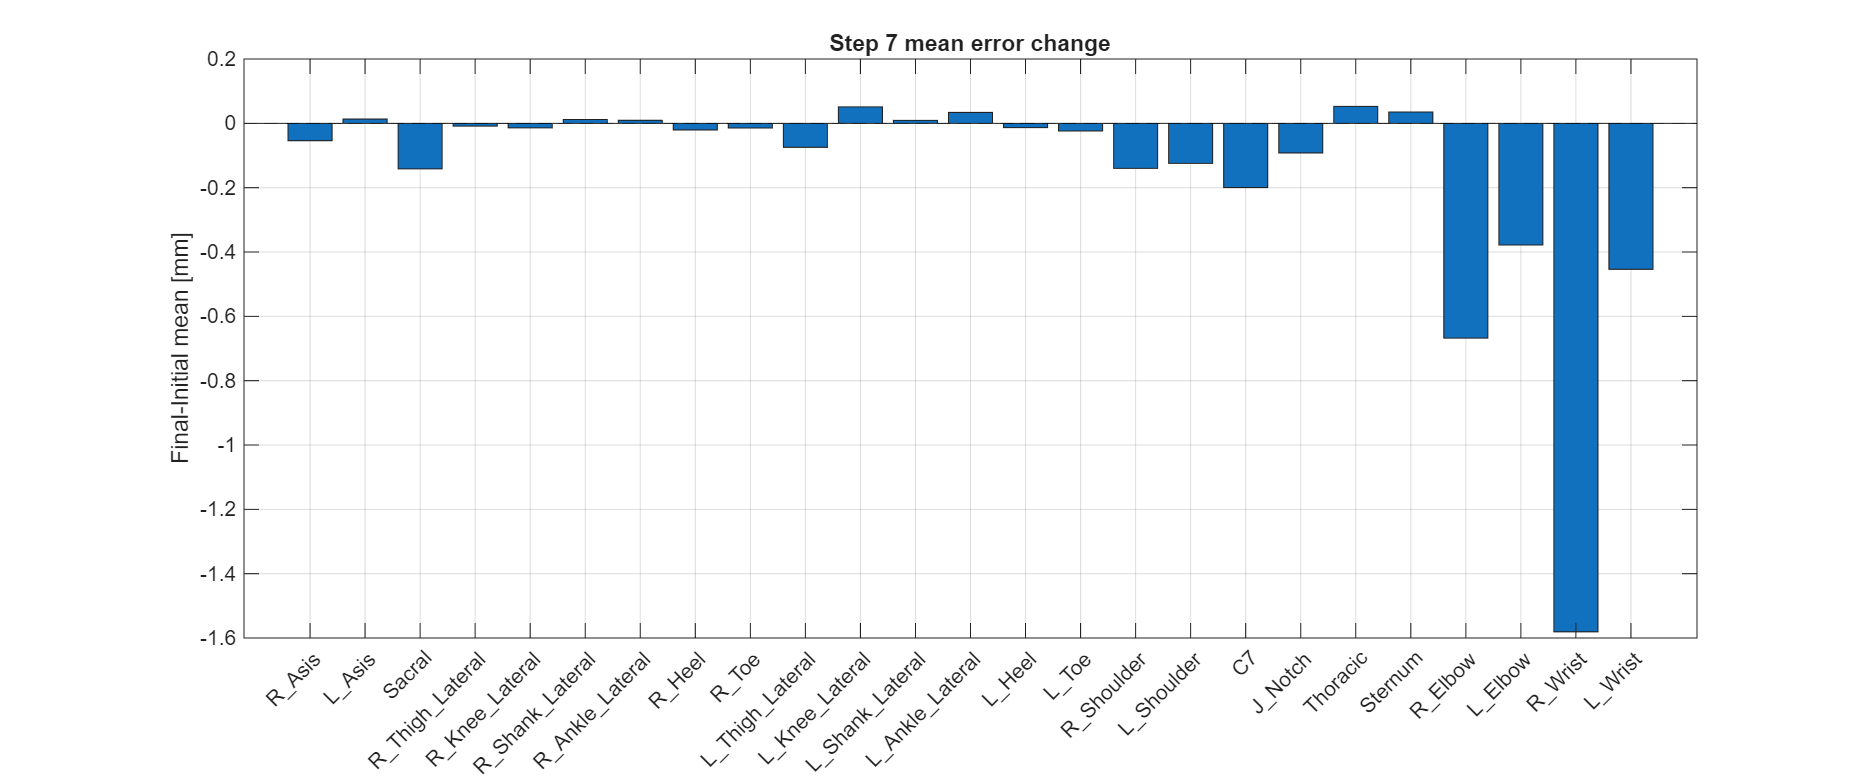 Step 7 mean error change
Final-Initial mean [mm]
0.2
0
-0.2
-0.4
-0.6
-0.8
-1
-1.2
-1.4
-1.6
R_Asis
L_Asis
Sacral
R_Thigh_Lateral
R_Knee_Lateral
R_Shank_Lateral
R_Ankle_Lateral
R_Heel
R_Toe
L_Thigh_Lateral
L_Knee_Lateral
L_Shank_Lateral
L_Ankle_Lateral
L_Heel
L_Toe
R_Shoulder
L_Shoulder
C7
J_Notch
Thoracic
Sternum
R_Elbow
L_Elbow
R_Wrist
L_Wrist